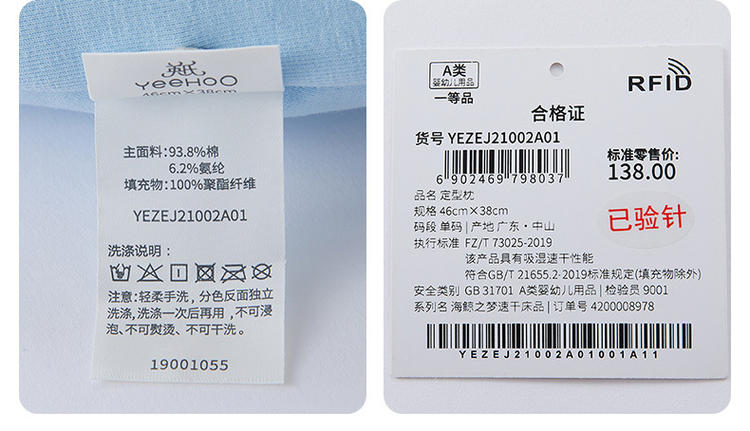 英氏
YeeHOO
46cm×38cm
主面料:93.8%棉
6.2%氨纶
填充物:100%聚酯纤维
YEZEJ21002A01
洗涤说明:
注意:轻柔手洗,分色反面独立
洗涤,洗涤一次后再用,不可浸
泡、不可熨烫、不可干洗。
19001055
A类
婴幼儿用品
一等品
RFID
合格证
货号 YEZEJ21002A01
6 902469 798037
标准零售价:
138.00
品名 定型枕
规格 46cm×38cm
码段 单码 | 产地 广东·中山
已验针
执行标准 FZ/T 73025-2019
该产品具有吸湿速干性能
符合GB/T 21655.2-2019标准规定(填充物除外)
安全类别 GB 31701 A类婴幼儿用品 | 检验员 9001
系列名 海鲸之梦速干床品 | 订单号 4200008978
YEZEJ21002A01001A11